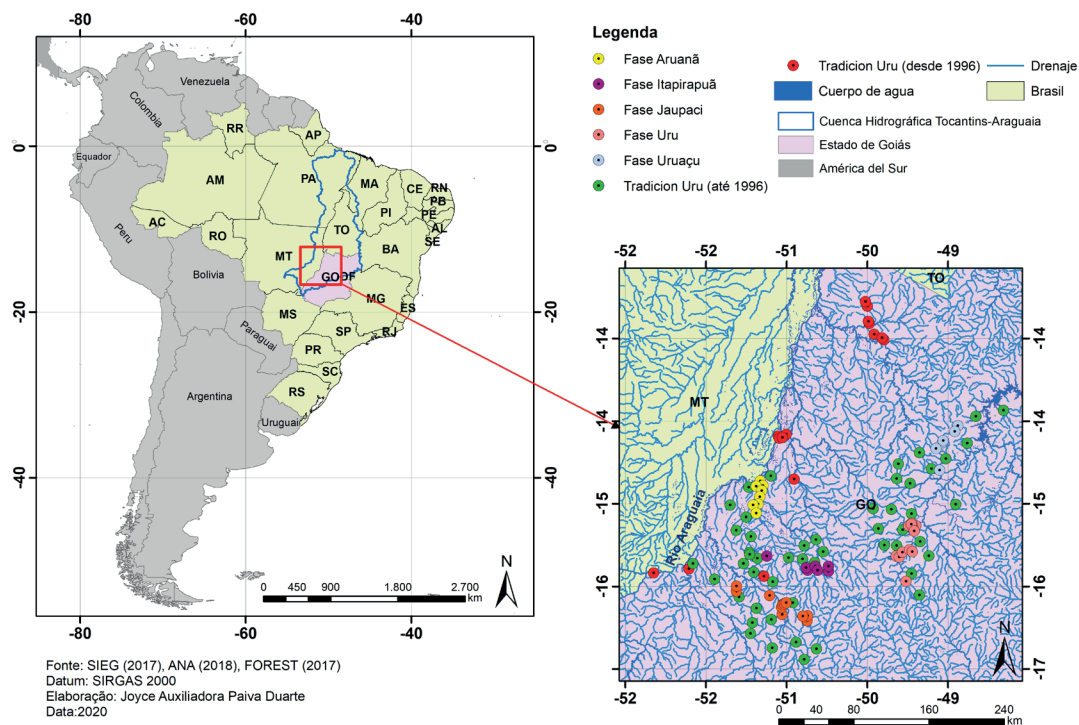 -80
-60
-40
0
-20
-40
-80
-60
-40
Venezuela
Colombia
Equador
Peru
Bolivia
Paraguai
Argentina
Uruguai
RR
AP
AM
PA
MA
CE
RN
PB
PE
AL
SE
PI
AC
RO
TO
MT
BA
GO
DF
MG
ES
MS
SP
RJ
PR
SC
RS
N
0 450 900 1.800 2.700
km
Fonte: SIEG (2017), ANA (2018), FOREST (2017)
Datum: SIRGAS 2000
Elaboração: Joyce Auxiliadora Paiva Duarte
Data:2020
Legenda
Fase Aruanã
Fase Itapirapuã
Fase Jaupaci
Fase Uru
Fase Uruaçu
Tradicion Uru (até 1996)
Tradicion Uru (desde 1996)
Cuerpo de agua
Cuenca Hidrográfica Tocantins-Araguaia
Estado de Goiás
América del Sur
Drenaje
Brasil
-52 -52 -51 -50 -49
TO
MT
GO
Rio Araguaia
-14
-14
-15
-16
-17
-14
-14
-15
-16
-17
N
-52 -52 -51 -50 -49
0 40 80 160 240
km